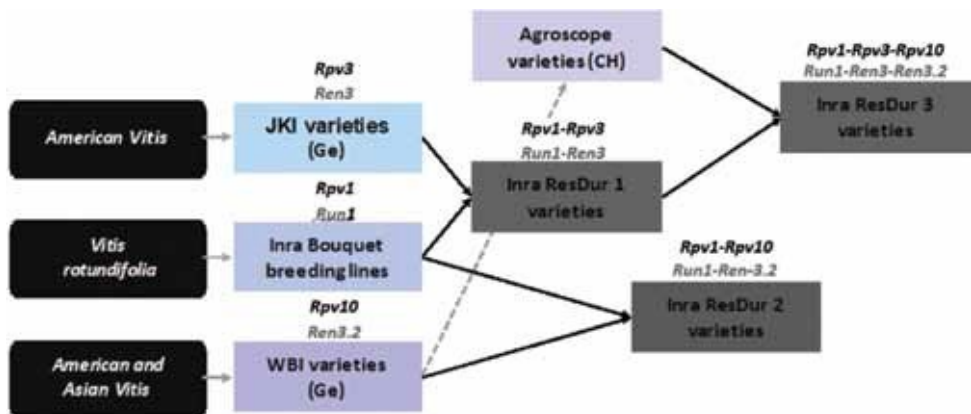 Agroscope
varieties (CH)
Rpv1-Rpv3-Rpv10
Run1-Ren3-Ren3.2
Inra ResDur 3
varieties
Rpv3
Ren3
American Vitis
JKI varieties
(Ge)
Rpv1-Rpv3
Run1-Ren3
Inra ResDur 1
varieties
Rpv1
Run1
Vitis
rotundifolia
Inra Bouquet
breeding lines
Rpv1-Rpv10
Run1-Ren-3.2
Inra ResDur 2
varieties
Rpv10
Ren3.2
American and
Asian Vitis
WBI varieties
(Ge)